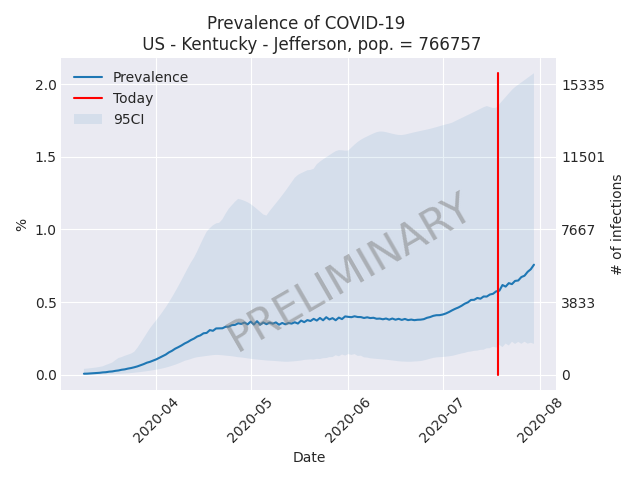 Prevalence of COVID-19
US - Kentucky - Jefferson, pop. = 766757
Prevalence
Today
95CI
2.0
1.5
1.0
0.5
0.0
%
15335
11501
7667
3833
0
# of infections
PRELIMINARY
2020-04
2020-05
2020-06
2020-07
2020-08
Date